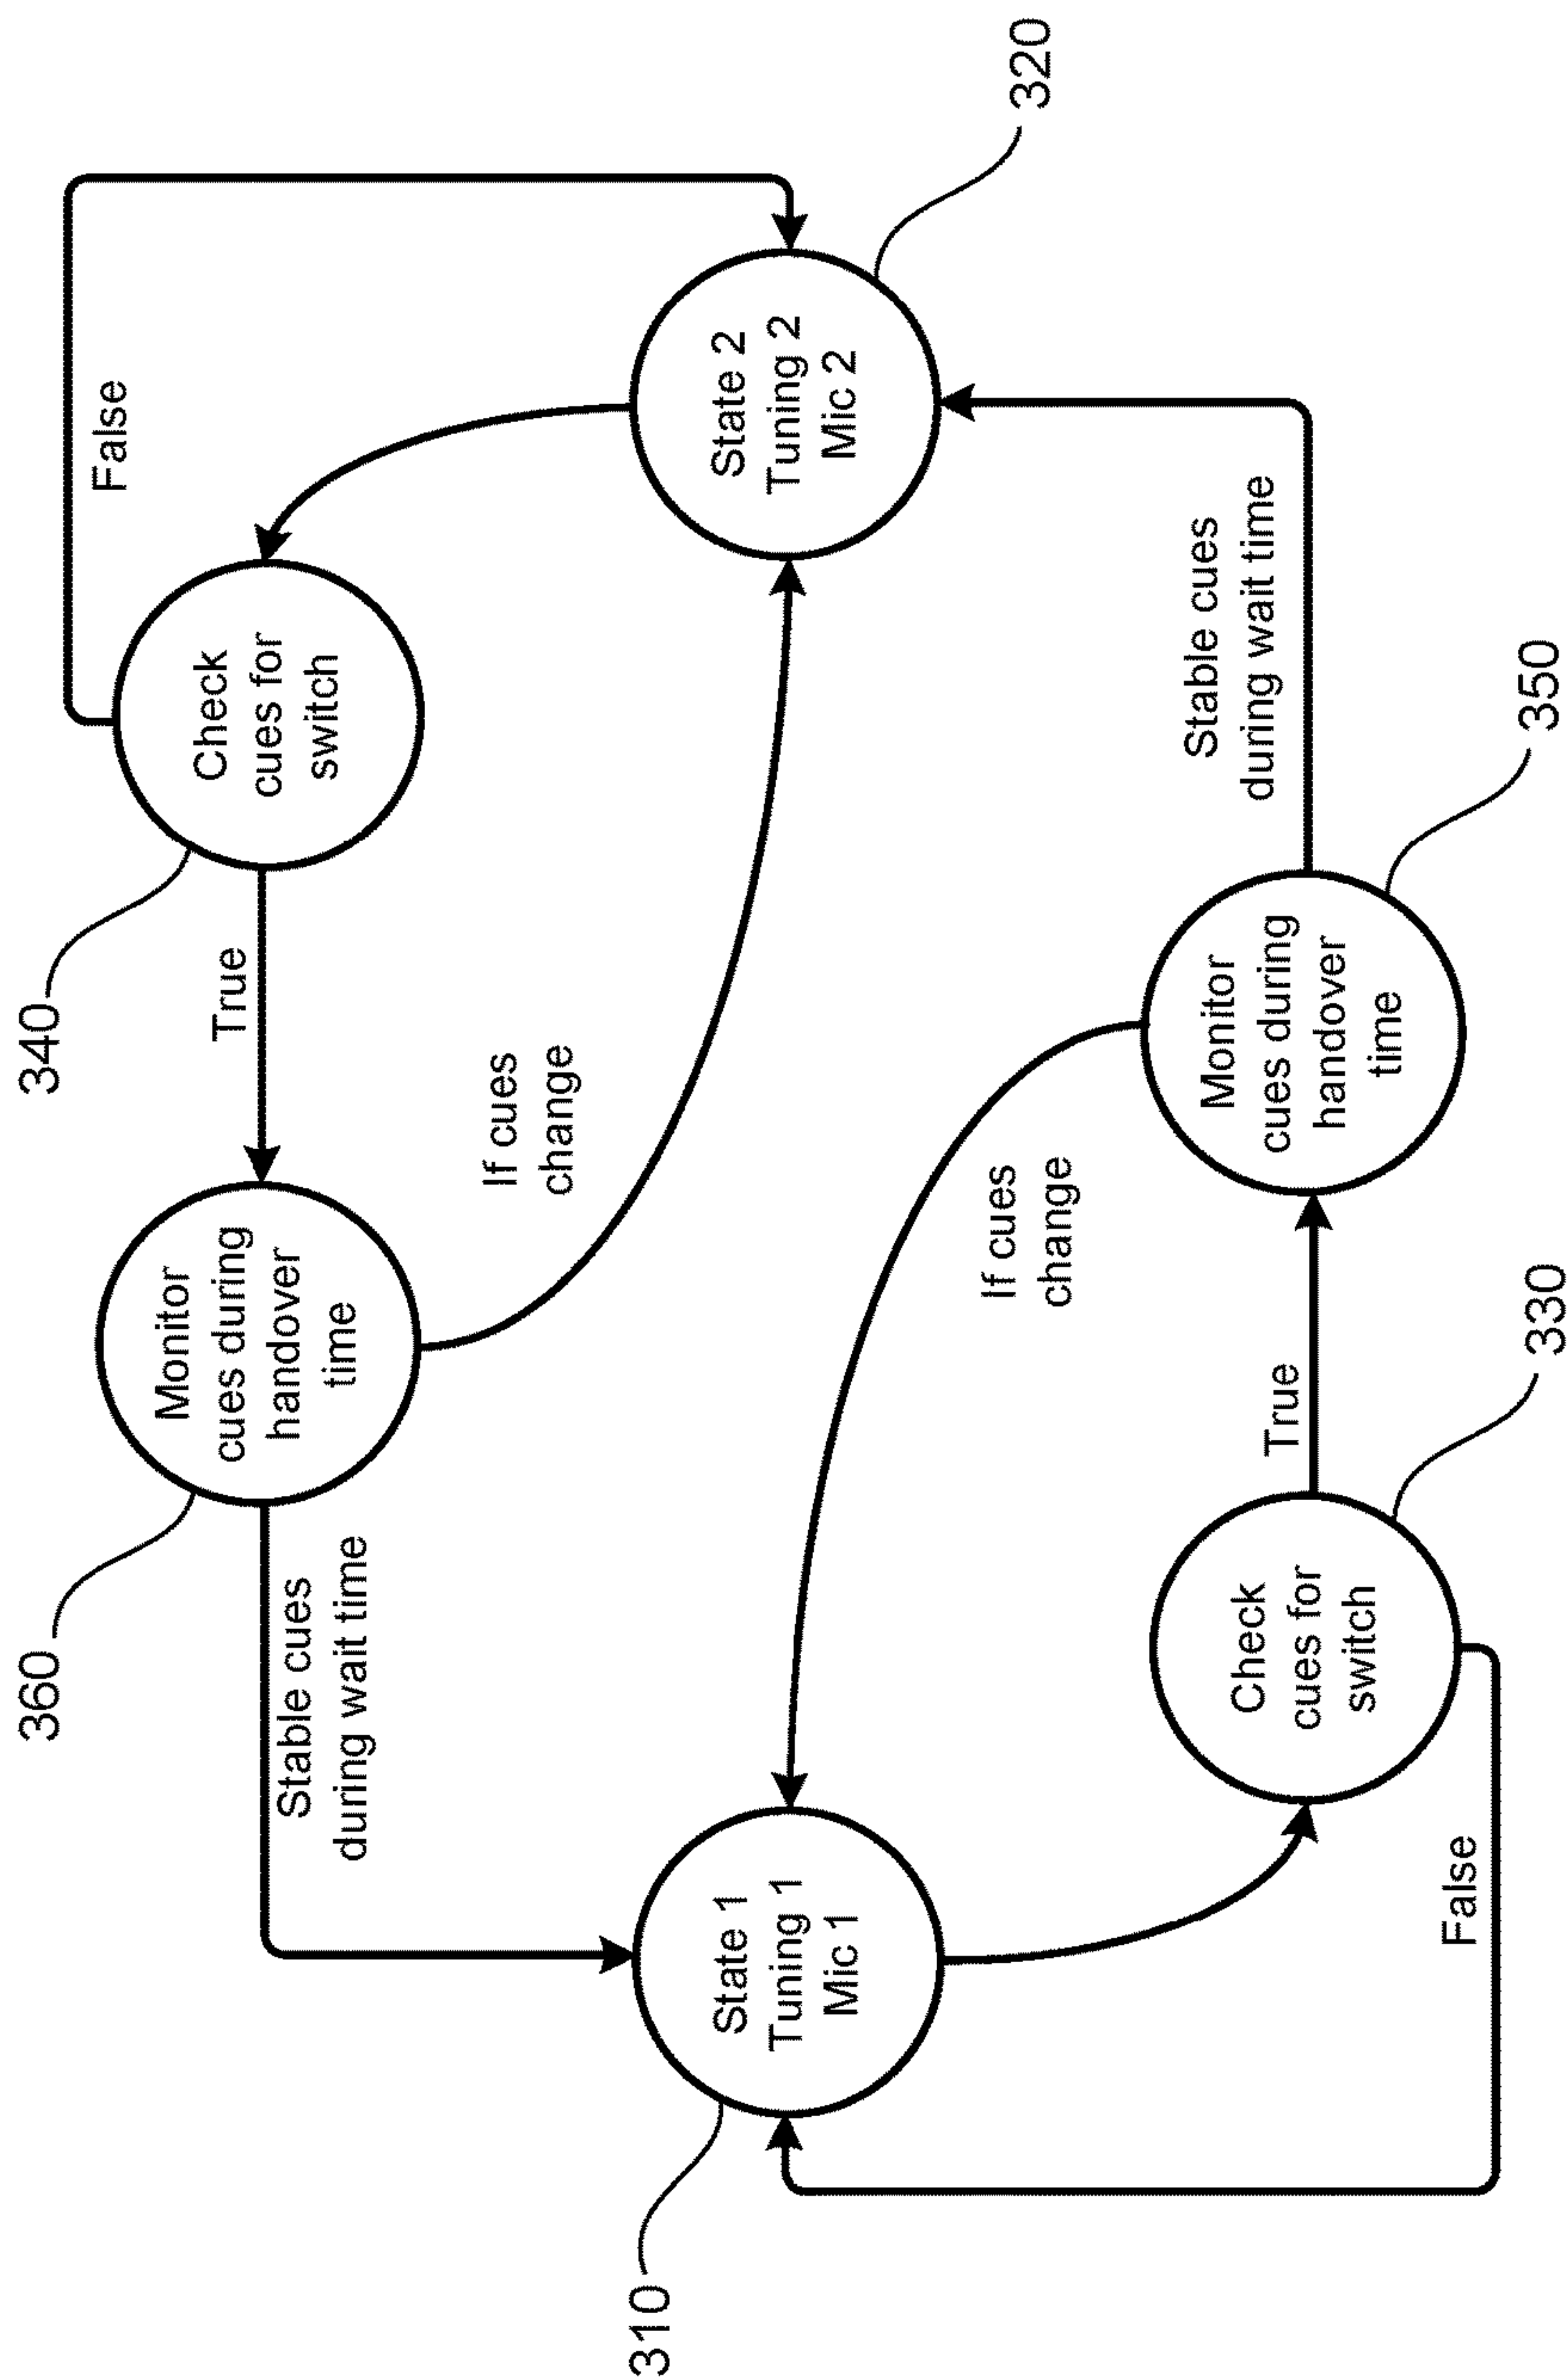 340
Check
cues for
switch
False
True
360
Monitor
cues during
handover
time
If cues
change
Stable cues
during wait time
310
State 1
Tuning 1
Mic 1
State 2
Tuning 2
Mic 2
320
If cues
change
Stable cues
during wait time
Check
cues for
switch
True
Monitor
cues during
handover
time
False
330
350